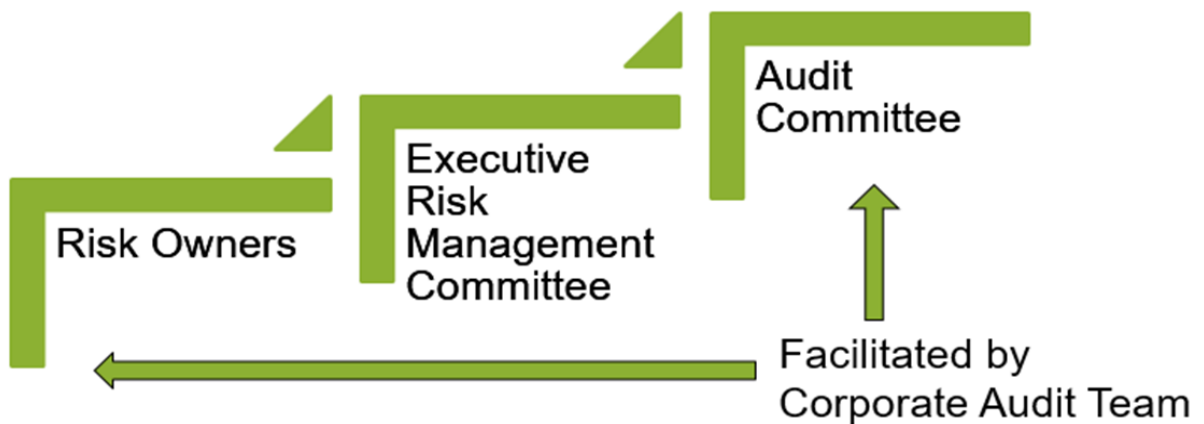 Risk Owners
Executive
Risk
Management
Committee
Audit
Committee
Facilitated by
Corporate Audit Team